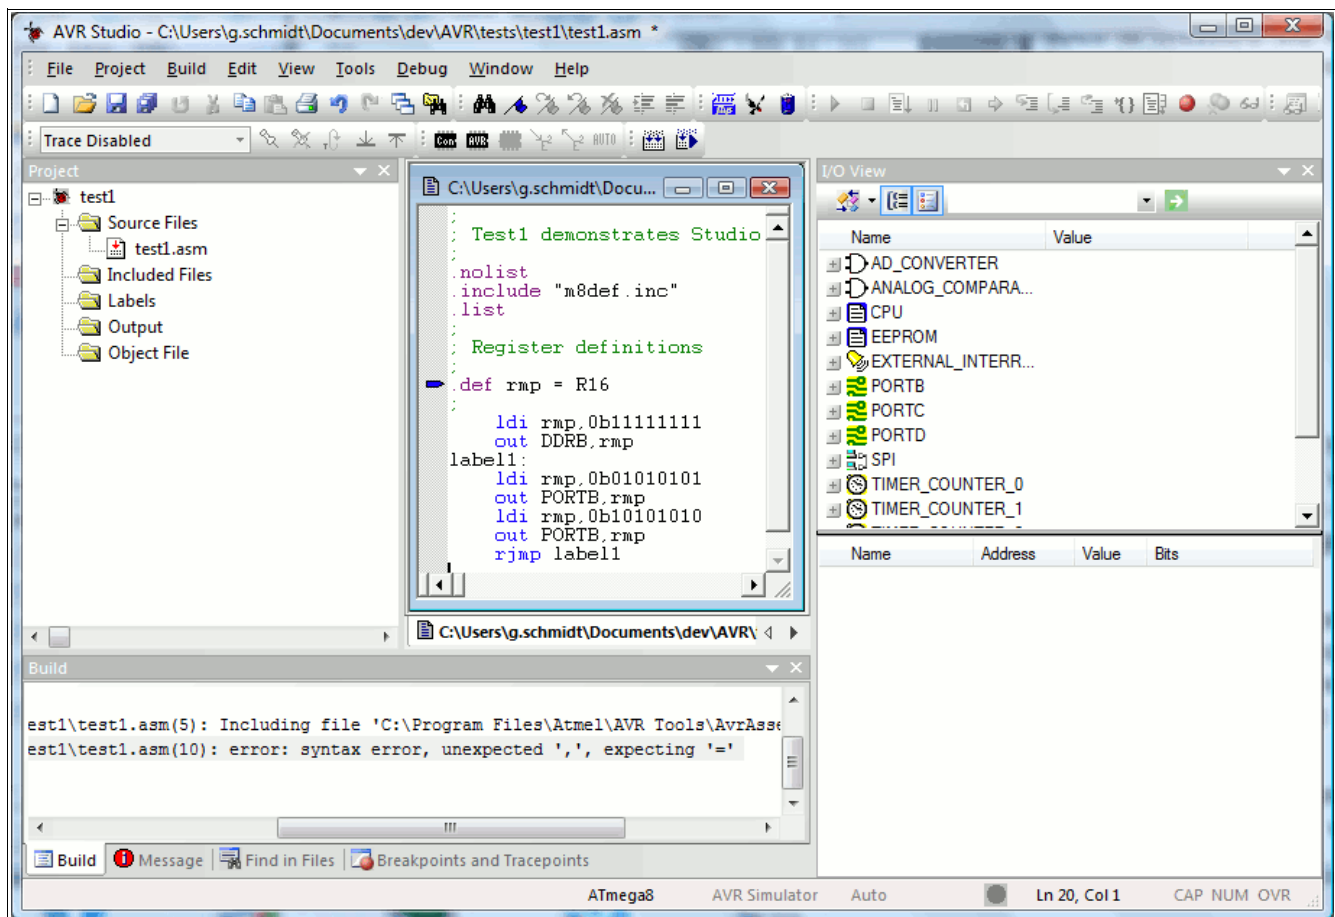 AVR Studio - C:\Users\g.schmidt\Documents\dev\AVR\tests\test1\test1.asm *
File Project Build Edit View Tools Debug Window Help
Trace Disabled
Con AVR AUTO
Project
test1
Source Files
test1.asm
Included Files
Labels
Output
Object File
C:\Users\g.schmidt\Docu...
;
; Test1 demonstrates Studio
;
.nolist
.include "m8def.inc"
.list
;
; Register definitions
;
.def rmp = R16
;
ldi rmp,0b11111111
out DDRB,rmp
label1:
ldi rmp,0b01010101
out PORTB,rmp
ldi rmp,0b10101010
out PORTB,rmp
rjmp label1
C:\Users\g.schmidt\Documents\dev\AVR\
I/O View
Name Value
AD_CONVERTER
ANALOG_COMPARA...
CPU
EEPROM
EXTERNAL_INTERR...
PORTB
PORTC
PORTD
SPI
TIMER_COUNTER_0
TIMER_COUNTER_1
Name Address Value Bits
Build
est1\test1.asm(5): Including file 'C:\Program Files\Atmel\AVR Tools\AvrAsse
est1\test1.asm(10): error: syntax error, unexpected ',', expecting '='
Build Message Find in Files Breakpoints and Tracepoints
ATmega8 AVR Simulator Auto Ln 20, Col 1 CAP NUM OVR